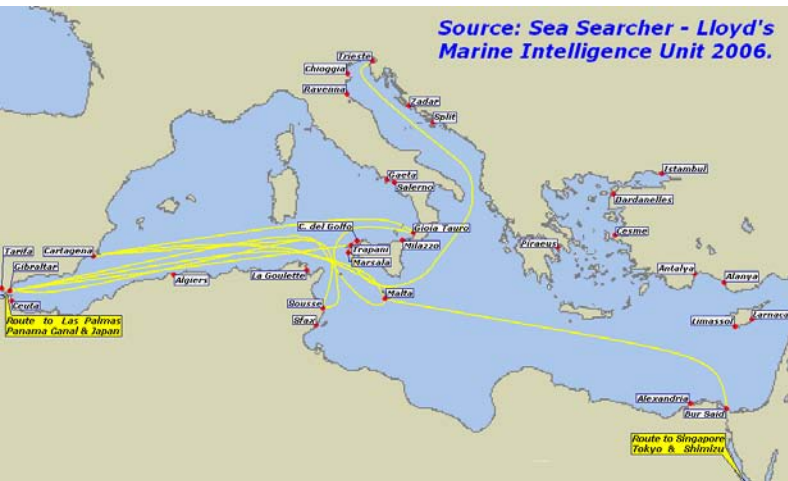 Source: Sea Searcher - Lloyd's
Marine Intelligence Unit 2006.
Trieste
Chioggia
Ravenna
Zadar
Split
Gaeta
Salerno
Istambul
Dardanelles
C. del Golfo
Gioia Tauro
Tarifa
Cartagena
Trapani
Milazzo
Piraeus
Cesme
Gibraltar
Marsala
Algiers
La Goulette
Antalya
Alanya
Ceuta
Sousse
Malta
Route to Las Palmas
Panama Canal & Japan
Sfax
Limassol
Larnaca
Alexandria
Bur Said
Route to Singapore
Tokyo & Shimizu